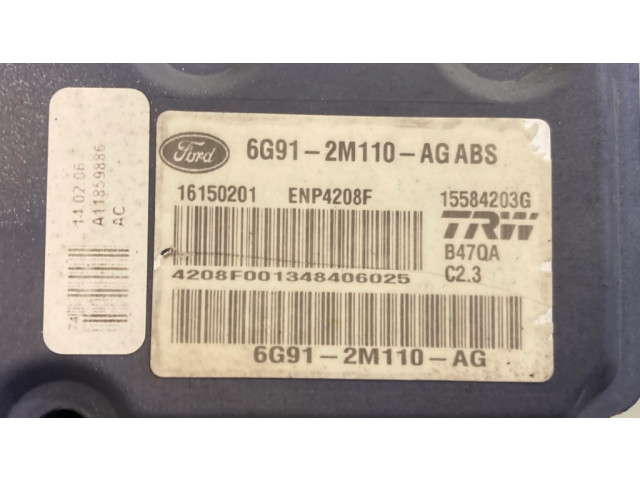 14 02 06
A11859886
AC
74
Ford
6G91-2M110-AG ABS
16150201 ENP4208F 15584203G
TRW
B47QA
4208F001348406025 C2.3
6G91-2M110-AG